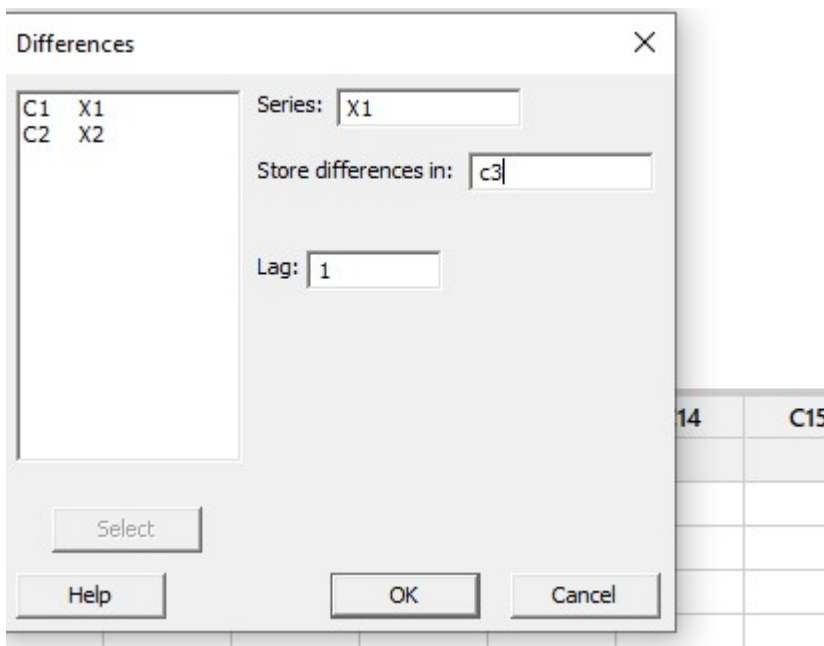 Differences
C1 X1
C2 X2
Series: X1
Store differences in: c3
Lag: 1
14 C15
Select
Help OK Cancel